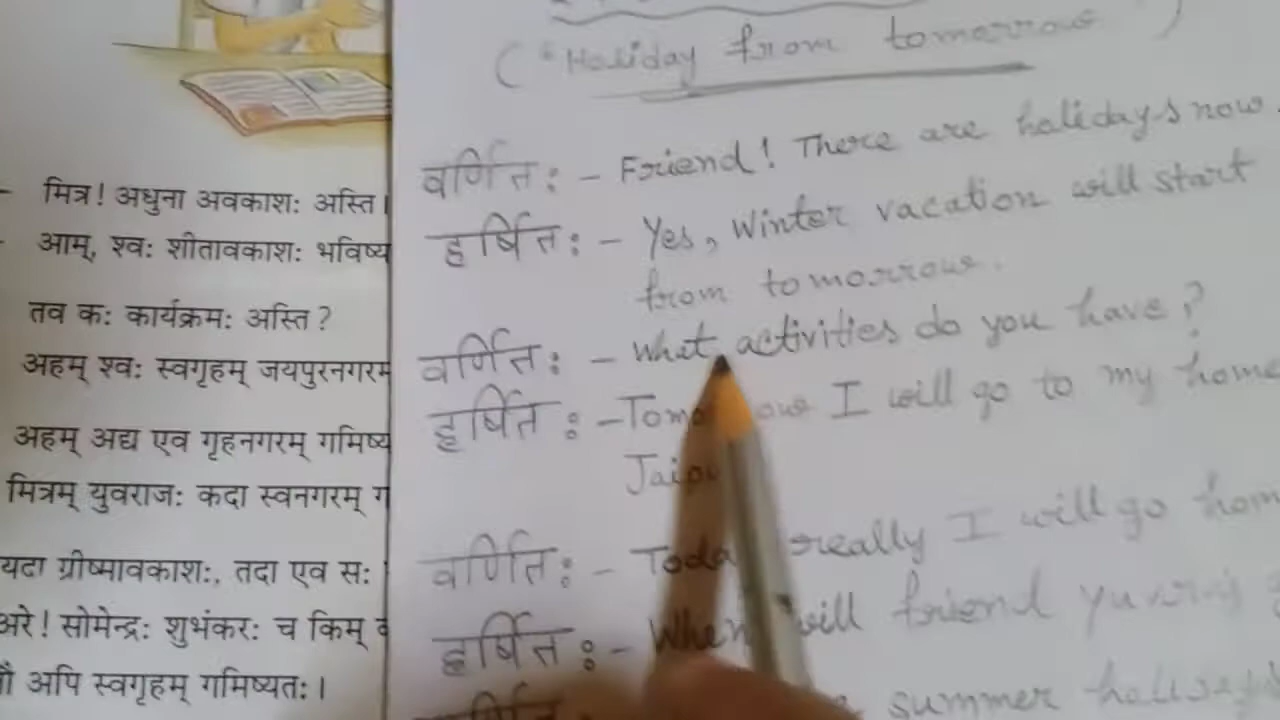 मित्र! अधुना अवकाशः अस्ति।
आम्, श्वः शीतावकाशः भविष्य
तव कः कार्यक्रमः अस्ति?
अहम् श्वः स्वगृहम् जयपुरनगरम्
अहम् अद्य एव गृहनगरम् गमिष्य
मित्रम् युवराजः कदा स्वनगरम् ग
यदा ग्रीष्मावकाशः, तदा एव सः
अरे! सोमेन्द्रः शुभंकरः च किम्
अपि स्वगृहम् गमिष्यतः।
("Holiday from tomorrow )
वर्णितः - Friend! There are holidays now.
हर्षितः - Yes, Winter vacation will start
from tomorrow.
वर्णितः - What activities do you have?
हर्षितः - I will go to my home
वर्णितः - really I will go hom
हर्षितः - When will friend
summer